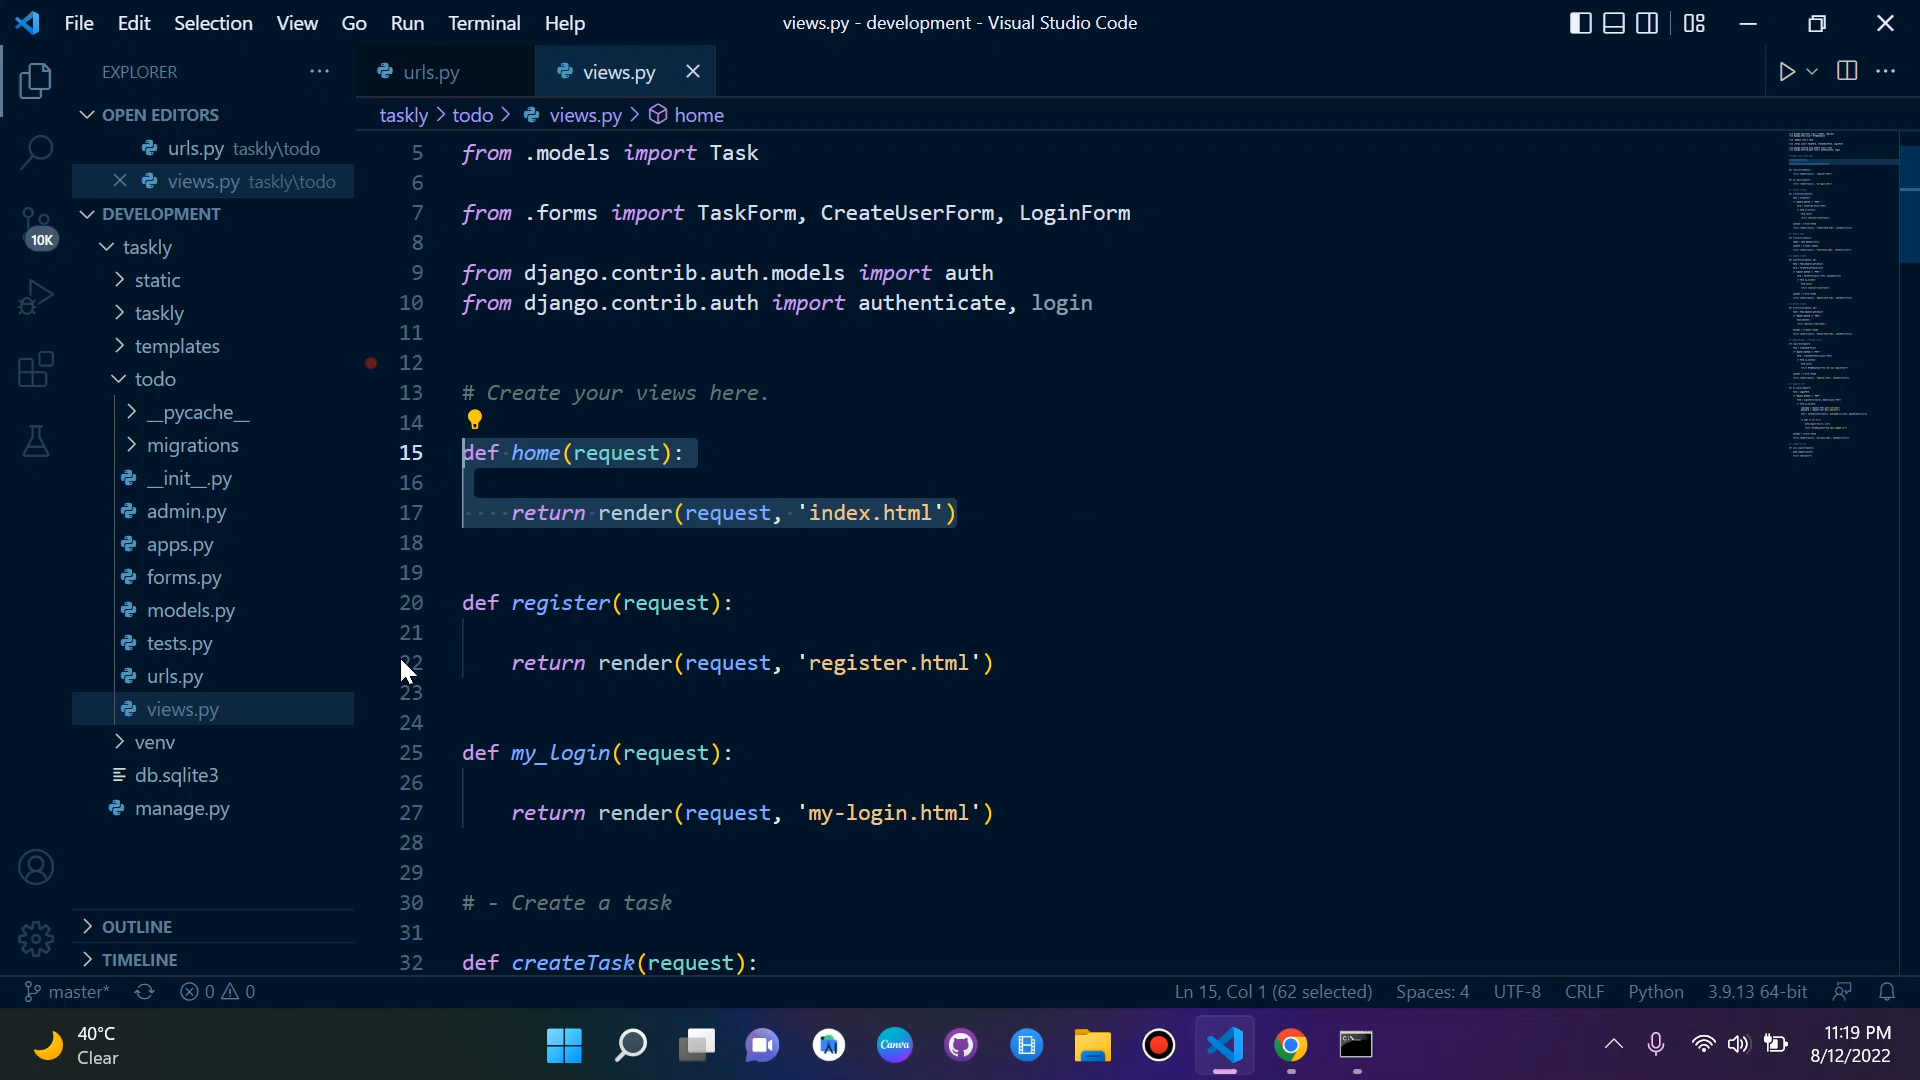 File Edit Selection View Go Run Terminal Help
views.py - development - Visual Studio Code
EXPLORER
OPEN EDITORS
urls.py taskly\todo
views.py taskly\todo
DEVELOPMENT
taskly
static
taskly
templates
todo
__pycache__
migrations
__init__.py
admin.py
apps.py
forms.py
models.py
tests.py
urls.py
views.py
venv
db.sqlite3
manage.py
OUTLINE
TIMELINE
10K
urls.py
views.py
taskly > todo > views.py > home
5 from .models import Task
6
7 from .forms import TaskForm, CreateUserForm, LoginForm
8
9 from django.contrib.auth.models import auth
10 from django.contrib.auth import authenticate, login
11
12
13 # Create your views here.
14
15 def home(request):
16
17 return render(request, 'index.html')
18
19
20 def register(request):
21
22 return render(request, 'register.html')
23
24
25 def my_login(request):
26
27 return render(request, 'my-login.html')
28
29
30 # - Create a task
31
32 def createTask(request):
master* 0 0
Ln 15, Col 1 (62 selected) Spaces: 4 UTF-8 CRLF Python 3.9.13 64-bit
40°C
Clear
Canva
11:19 PM
8/12/2022